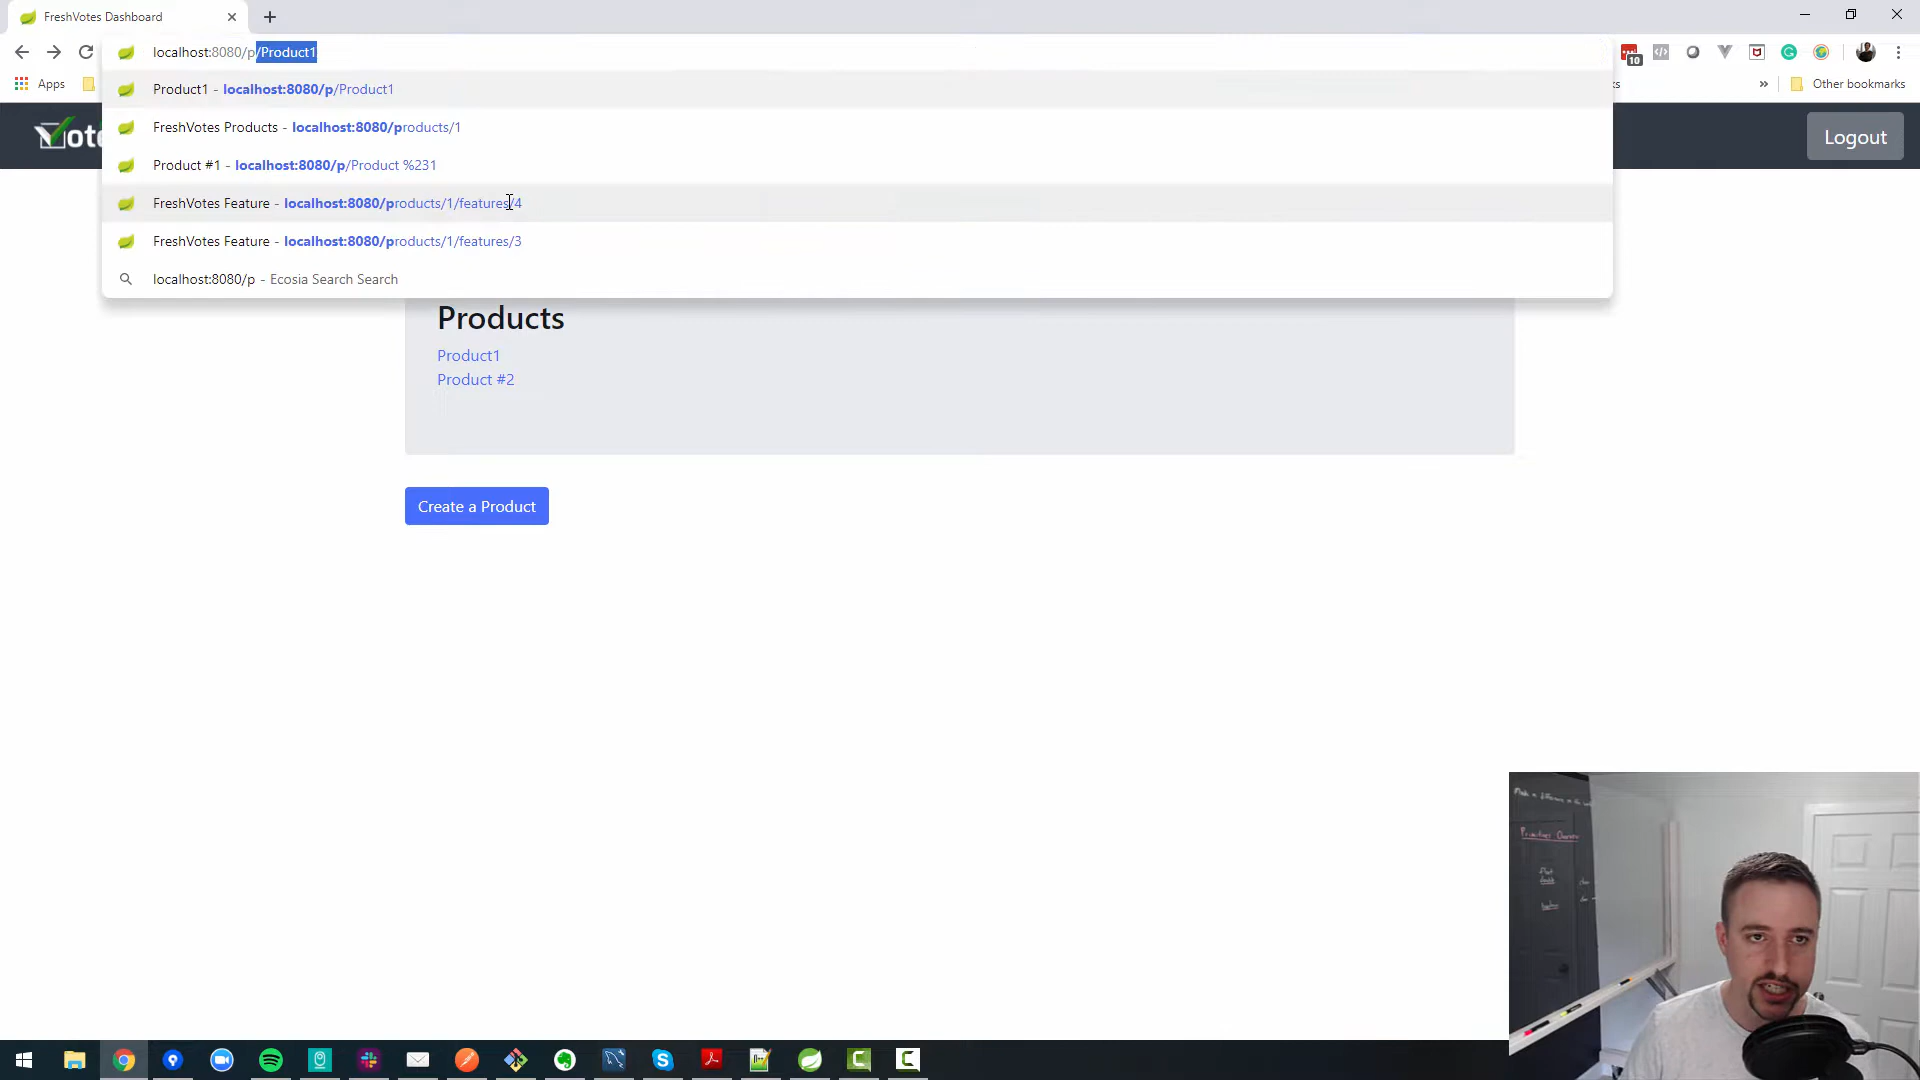 FreshVotes Dashboard
localhost:8080/p/Product1
10
Product1 - localhost:8080/p/Product1
Apps
Other bookmarks
FreshVotes Products - localhost:8080/products/1
Logout
Product #1 - localhost:8080/p/Product %231
FreshVotes Feature - localhost:8080/products/1/features/4
FreshVotes Feature - localhost:8080/products/1/features/3
localhost:8080/p - Ecosia Search Search
Products
Product1
Product #2
Create a Product